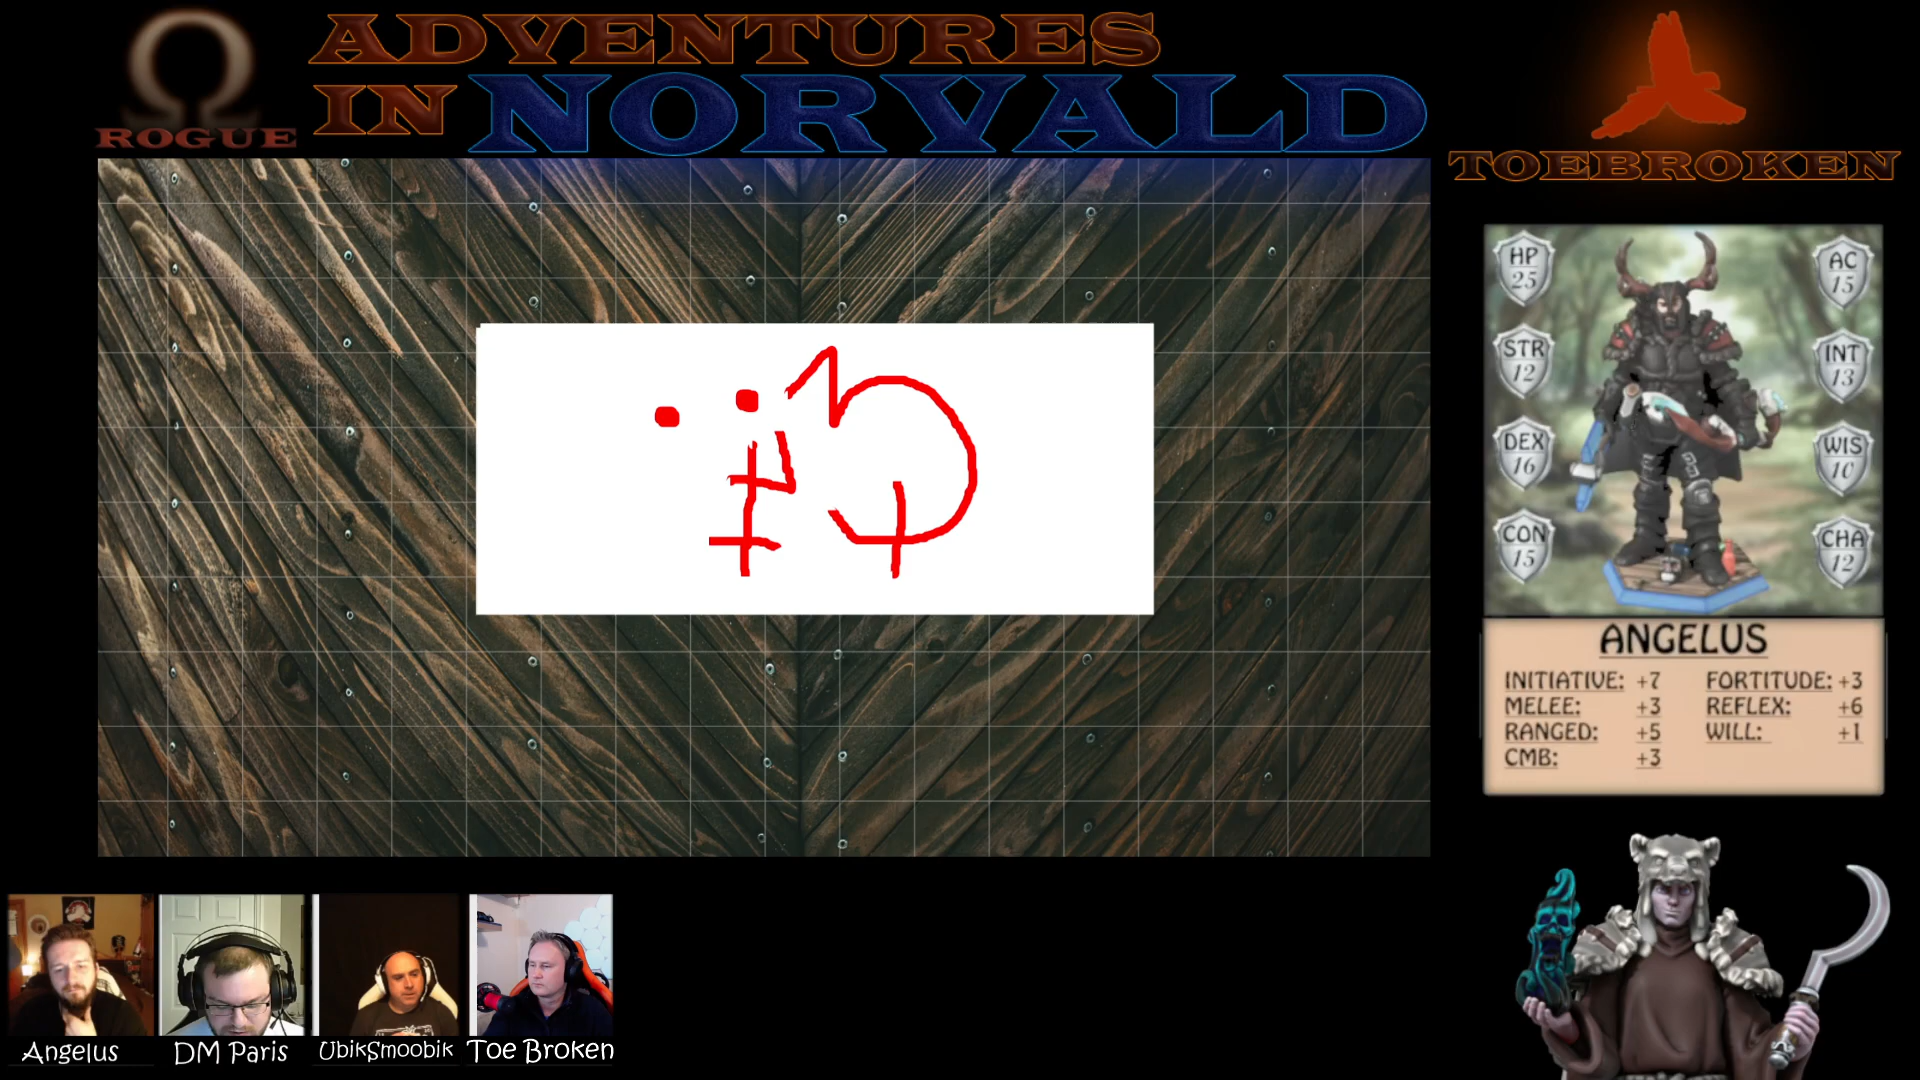 Ω
ROGUE
ADVENTURES
IN NORVALD
TOEBROKEN
HP
25
AC
15
STR
12
INT
13
DEX
16
WIS
10
CON
15
CHA
12
ANGELUS
INITIATIVE: +7
FORTITUDE: +3
MELEE: +3
REFLEX: +6
RANGED: +5
WILL: +1
CMB: +3
Angelus
DM Paris
UbikSmoobik
Toe Broken